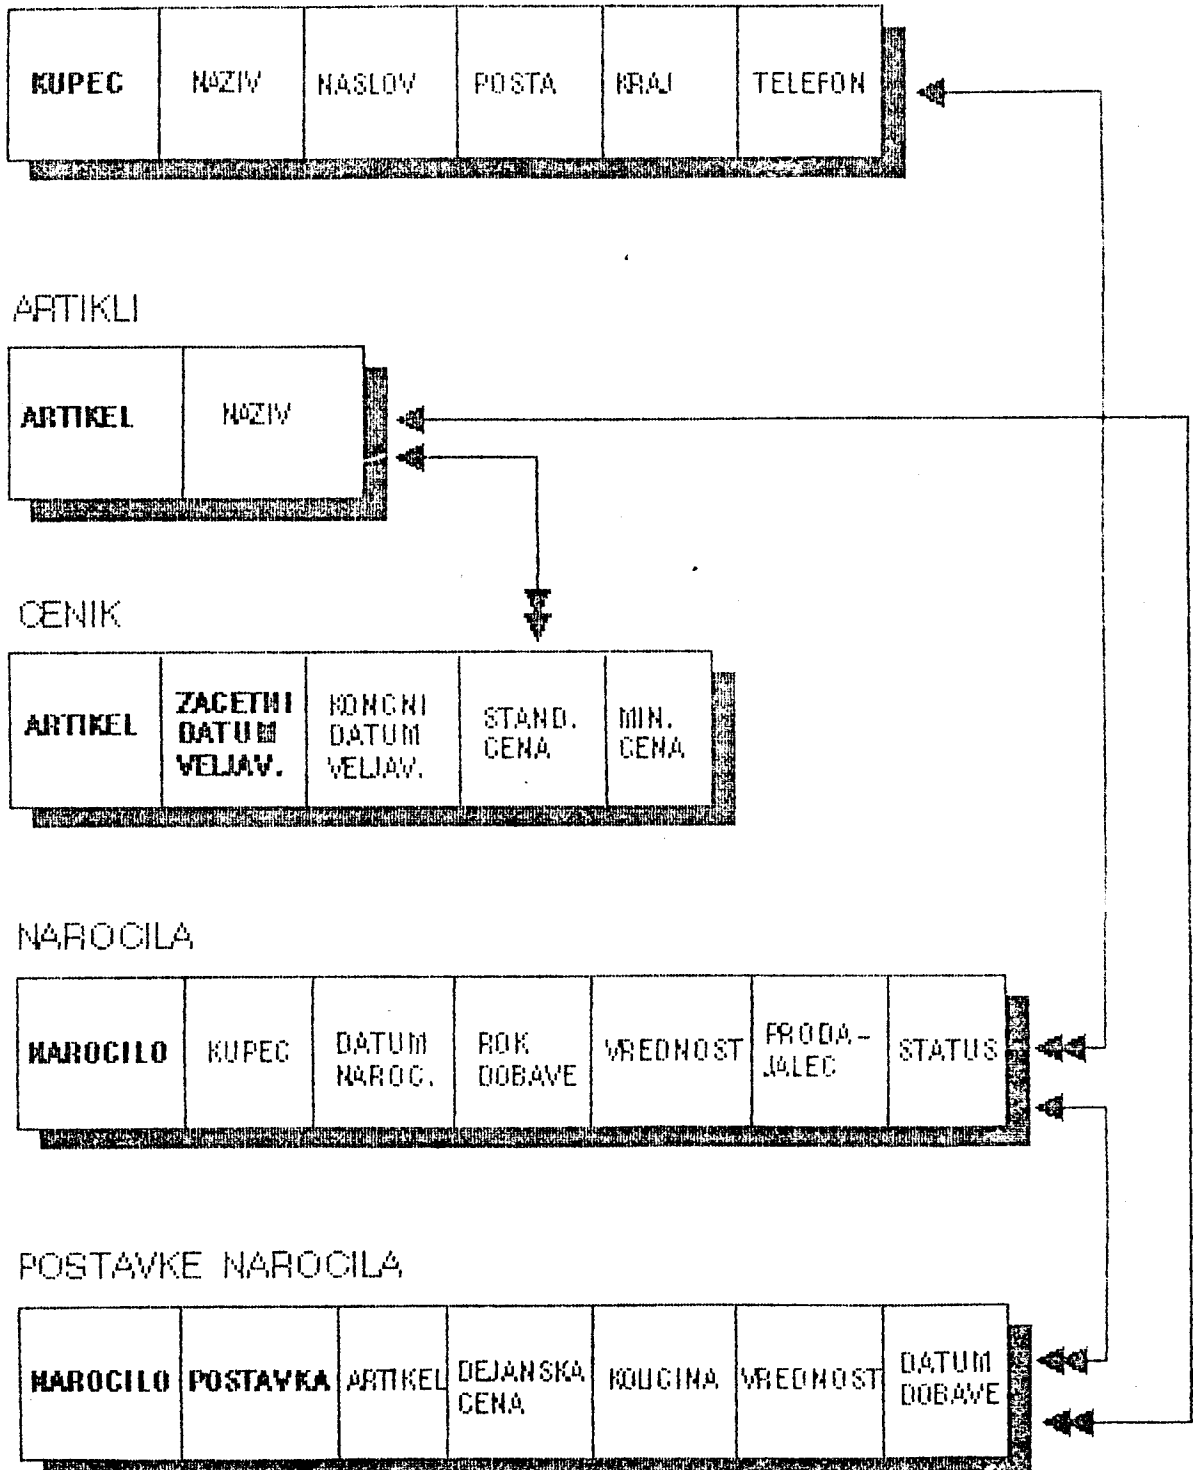 KUPEC NAZIV NASLOV POSTA KRAJ TELEFON
ARTIKLI
ARTIKEL NAZIV
CENIK
ARTIKEL
ZACETNI
DATUM
VELJAV.
KONCNI
DATUM
VELJAV.
STAND.
CENA
MIN.
CENA
NAROCILA
NAROCILO
KUPEC
DATUM
NAROC.
ROK
DOBAVE
VREDNOST
PRODA-
JALEC
STATUS
POSTAVKE NAROCILA
NAROCILO
POSTAVKA
ARTIKEL
DEJANSKA
CENA
KOLICINA
VREDNOST
DATUM
DOBAVE